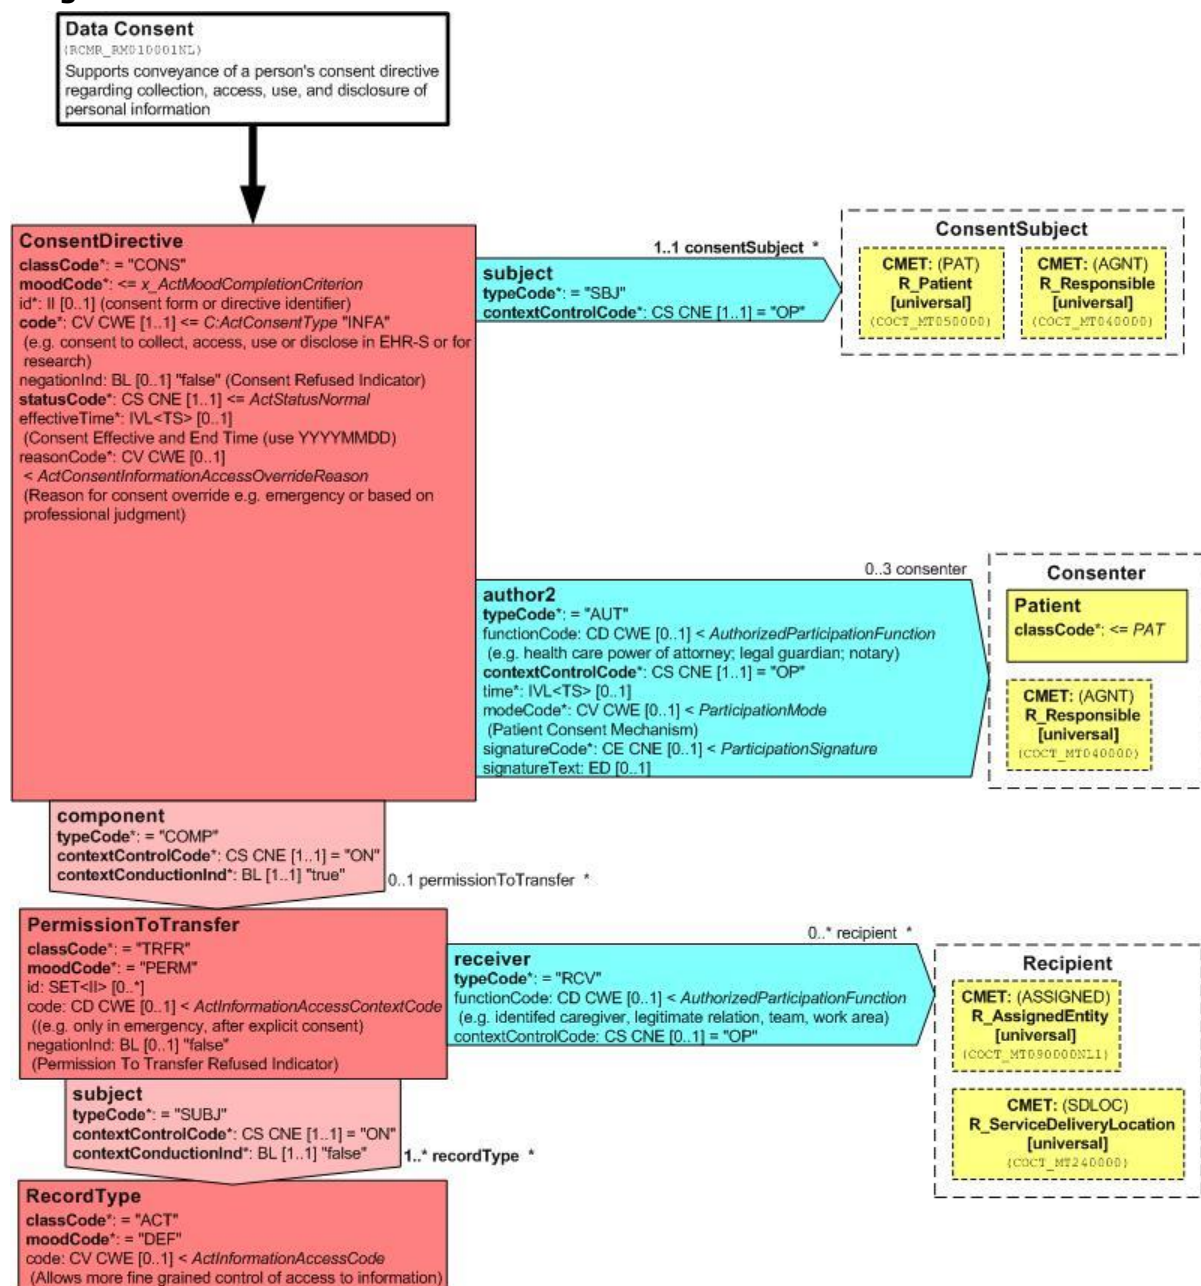 Data Consent
(RCMR_RM010001NL)
Supports conveyance of a person's consent directive
regarding collection, access, use, and disclosure of
personal information
ConsentDirective
classCode*: = "CONS"
moodCode*: <= x_ActMoodCompletionCriterion
id*: II [0..1] (consent form or directive identifier)
code*: CV CWE [1..1] <= C:ActConsentType "INFA"
(e.g. consent to collect, access, use or disclose in EHR-S or for
research)
negationInd: BL [0..1] "false" (Consent Refused Indicator)
statusCode*: CS CNE [1..1] <= ActStatusNormal
effectiveTime*: IVL<TS> [0..1]
(Consent Effective and End Time (use YYYYMMDD)
reasonCode*: CV CWE [0..1]
< ActConsentInformationAccessOverrideReason
(Reason for consent override e.g. emergency or based on
professional judgment)
1..1 consentSubject *
subject
typeCode*: = "SBJ"
contextControlCode*: CS CNE [1..1] = "OP"
ConsentSubject
CMET: (PAT)
R_Patient
[universal]
(COCT_MT050000)
CMET: (AGNT)
R_Responsible
[universal]
(COCT_MT040000)
0..3 consenter
author2
typeCode*: = "AUT"
functionCode: CD CWE [0..1] < AuthorizedParticipationFunction
(e.g. health care power of attorney; legal guardian; notary)
contextControlCode*: CS CNE [1..1] = "OP"
time*: IVL<TS> [0..1]
modeCode*: CV CWE [0..1] < ParticipationMode
(Patient Consent Mechanism)
signatureCode*: CE CNE [0..1] < ParticipationSignature
signatureText: ED [0..1]
Consenter
Patient
classCode*: <= PAT
CMET: (AGNT)
R_Responsible
[universal]
(COCT_MT040000)
component
typeCode*: = "COMP"
contextControlCode*: CS CNE [1..1] = "ON"
contextConductionInd*: BL [1..1] "true"
0..1 permissionToTransfer *
PermissionToTransfer
classCode*: = "TRFR"
moodCode*: = "PERM"
id: SET<II> [0..*]
code: CD CWE [0..1] < ActInformationAccessContextCode
((e.g. only in emergency, after explicit consent)
negationInd: BL [0..1] "false"
(Permission To Transfer Refused Indicator)
0..* recipient *
receiver
typeCode*: = "RCV"
functionCode: CD CWE [0..1] < AuthorizedParticipationFunction
(e.g. identifed caregiver, legitimate relation, team, work area)
contextControlCode: CS CNE [0..1] = "OP"
Recipient
CMET: (ASSIGNED)
R_AssignedEntity
[universal]
(COCT_MT090000NL1)
CMET: (SDLOC)
R_ServiceDeliveryLocation
[universal]
(COCT_MT240000)
subject
typeCode*: = "SUBJ"
contextControlCode*: CS CNE [1..1] = "ON"
contextConductionInd*: BL [1..1] "false"
1..* recordType *
RecordType
classCode*: = "ACT"
moodCode*: = "DEF"
code: CV CWE [0..1] < ActInformationAccessCode
(Allows more fine grained control of access to information)